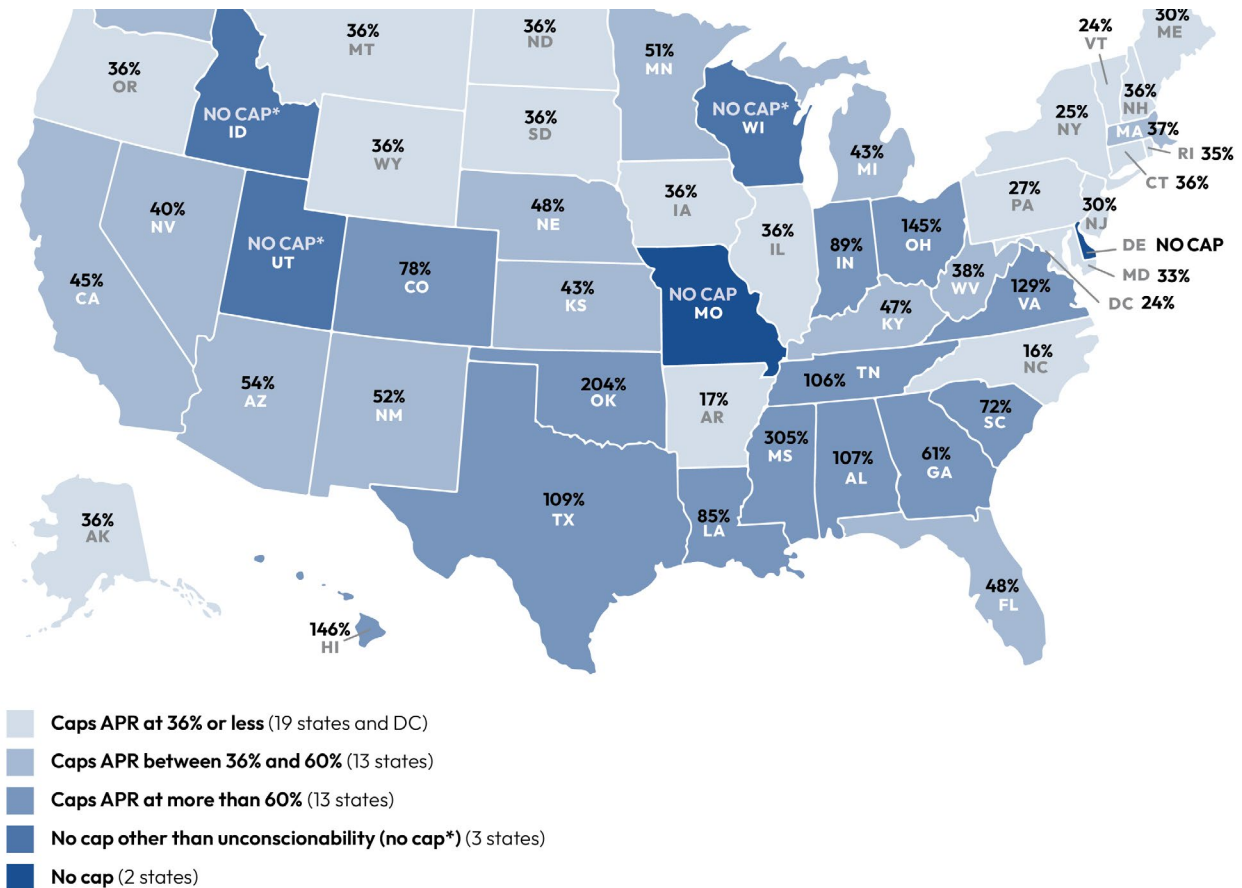 36%
MT
36%
ND
51%
MN
24%
VT
30%
ME
36%
OR
NO CAP*
ID
36%
SD
NO CAP*
WI
36%
NH
25%
NY
MA 37%
RI 35%
CT 36%
36%
WY
43%
MI
40%
NV
48%
NE
36%
IA
27%
PA
30%
NJ
NO CAP*
UT
78%
CO
36%
IL
89%
IN
145%
OH
DE NO CAP
45%
CA
43%
KS
NO CAP
MO
38%
WV
MD 33%
129%
VA
DC 24%
47%
KY
54%
AZ
52%
NM
204%
OK
17%
AR
106% TN
16%
NC
72%
SC
305%
MS
107%
AL
61%
GA
109%
TX
85%
LA
36%
AK
48%
FL
146%
HI
Caps APR at 36% or less (19 states and DC)
Caps APR between 36% and 60% (13 states)
Caps APR at more than 60% (13 states)
No cap other than unconscionability (no cap*) (3 states)
No cap (2 states)